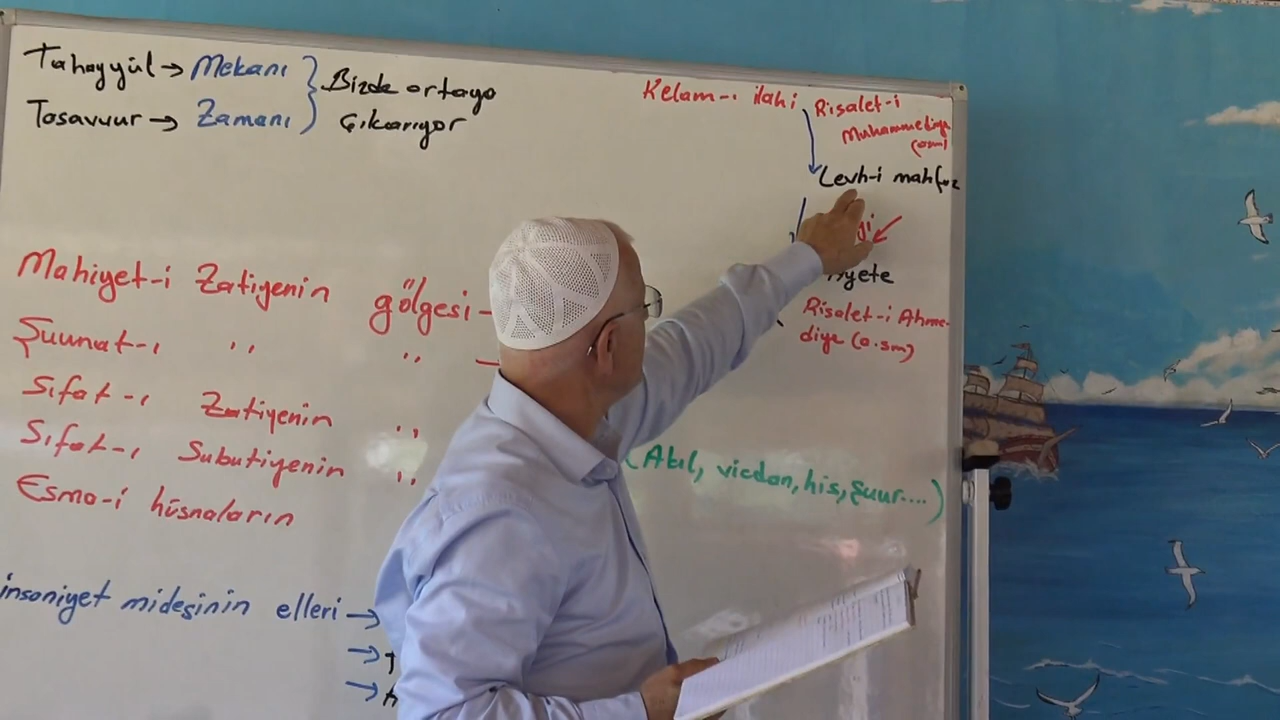 Tahayyül → Mekanı } Bizde ortaya
Tasavvur → Zamanı } çıkarıyor
Kelam-ı ilahi
Risalet-i
Muhammediye
(asm)
Levh-i mahfuz
Risalet-i Ahme-
diye (a.sm)
Mahiyet-i Zatiyenin gölgesi -
Şuunat-ı ,, ,,
Sıfat-ı Zatiyenin ,,
Sıfat-ı Subutiyenin ,,
Esma-i hüsnaların
(Akıl, vicdan, his, şuur....)
insaniyet midesinin elleri →
→
→